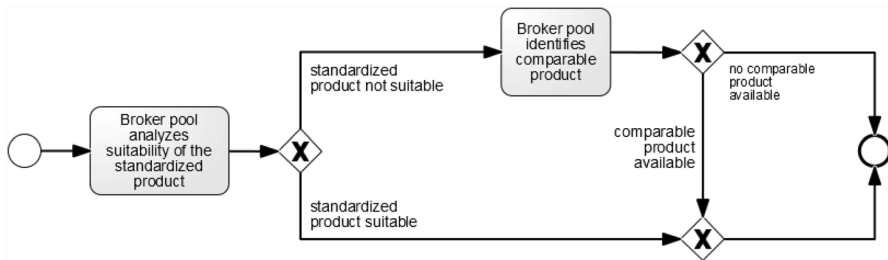 Broker pool
identifies
comparable
product
standardized
product not suitable
no comparable
product
available
Broker pool
analyzes
suitability of the
standardized
product
X
X
comparable
product
available
standardized
product suitable
X